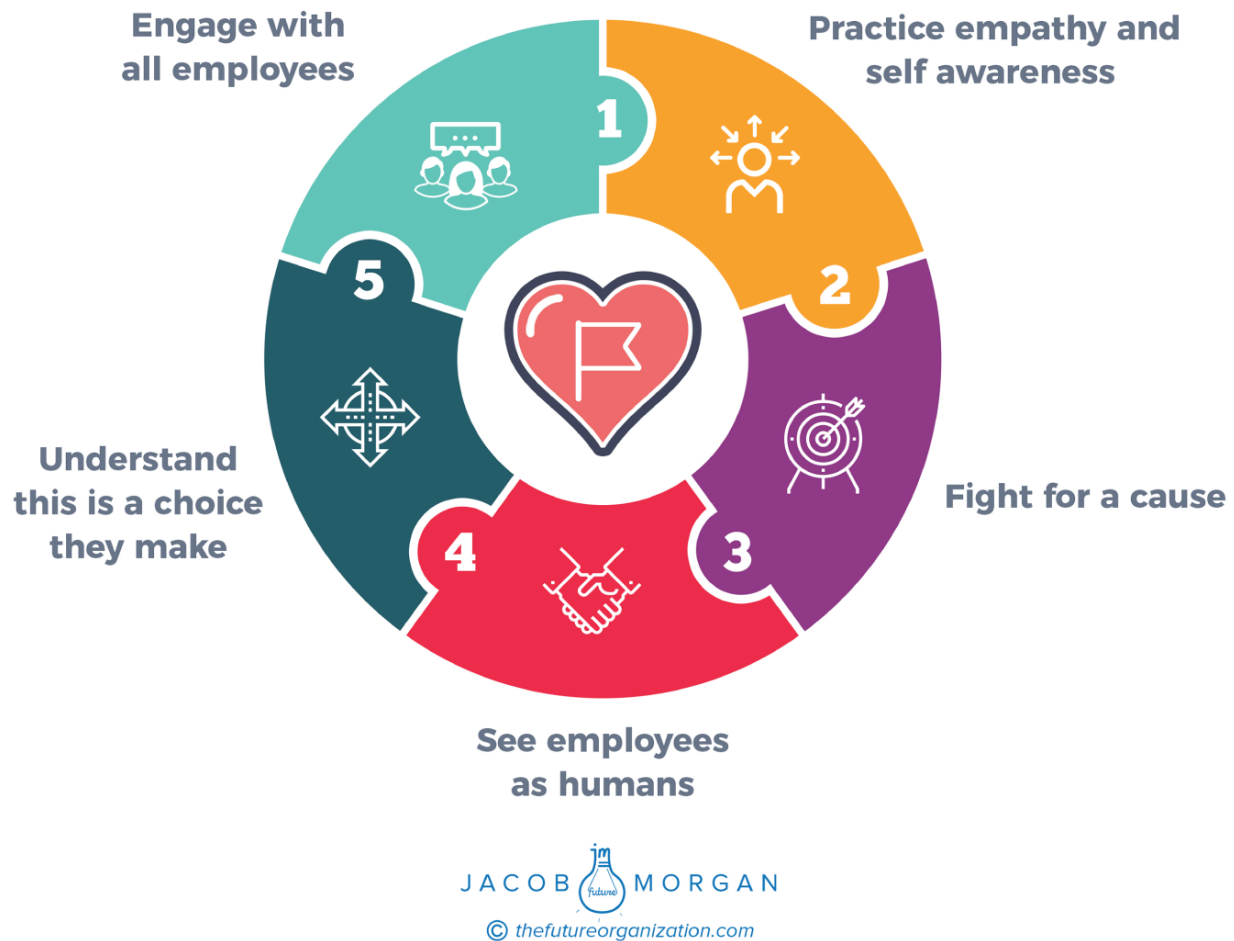 Engage with
all employees
Practice empathy and
self awareness
1
2
3
4
5
Fight for a cause
Understand
this is a choice
they make
See employees
as humans
jm
future
JACOB MORGAN
© thefutureorganization.com